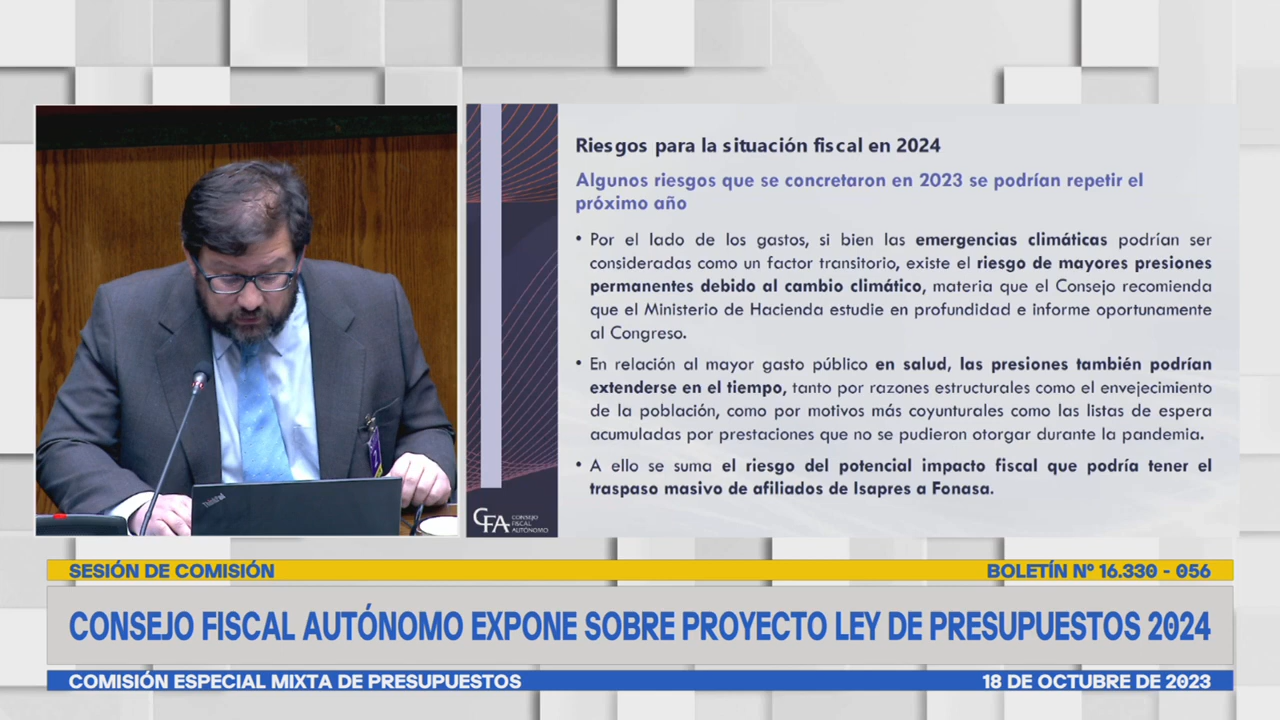 Riesgos para la situación fiscal en 2024
Algunos riesgos que se concretaron en 2023 se podrían repetir el
próximo año
• Por el lado de los gastos, si bien las emergencias climáticas podrían ser
consideradas como un factor transitorio, existe el riesgo de mayores presiones
permanentes debido al cambio climático, materia que el Consejo recomienda
que el Ministerio de Hacienda estudie en profundidad e informe oportunamente
al Congreso.
• En relación al mayor gasto público en salud, las presiones también podrían
extenderse en el tiempo, tanto por razones estructurales como el envejecimiento
de la población, como por motivos más coyunturales como las listas de espera
acumuladas por prestaciones que no se pudieron otorgar durante la pandemia.
• A ello se suma el riesgo del potencial impacto fiscal que podría tener el
traspaso masivo de afiliados de Isapres a Fonasa.
ThinkPad
CFA CONSEJO
FISCAL
AUTÓNOMO
SESIÓN DE COMISIÓN
BOLETÍN Nº 16.330 - 056
CONSEJO FISCAL AUTÓNOMO EXPONE SOBRE PROYECTO LEY DE PRESUPUESTOS 2024
COMISIÓN ESPECIAL MIXTA DE PRESUPUESTOS
18 DE OCTUBRE DE 2023